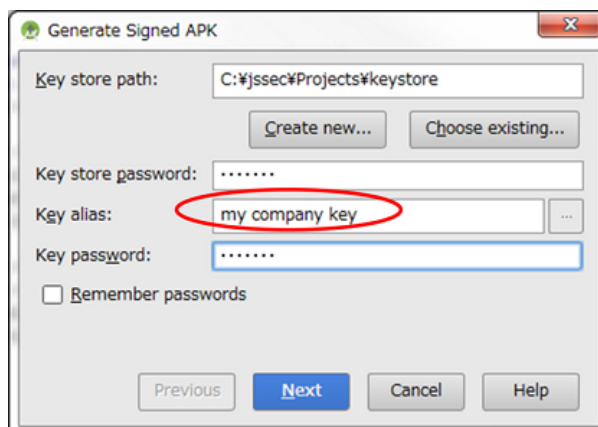 Generate Signed APK
Key store path: C:¥jssec¥Projects¥keystore
Create new... Choose existing...
Key store password: •••••••
Key alias: my company key ...
Key password: •••••••
Remember passwords
Previous Next Cancel Help